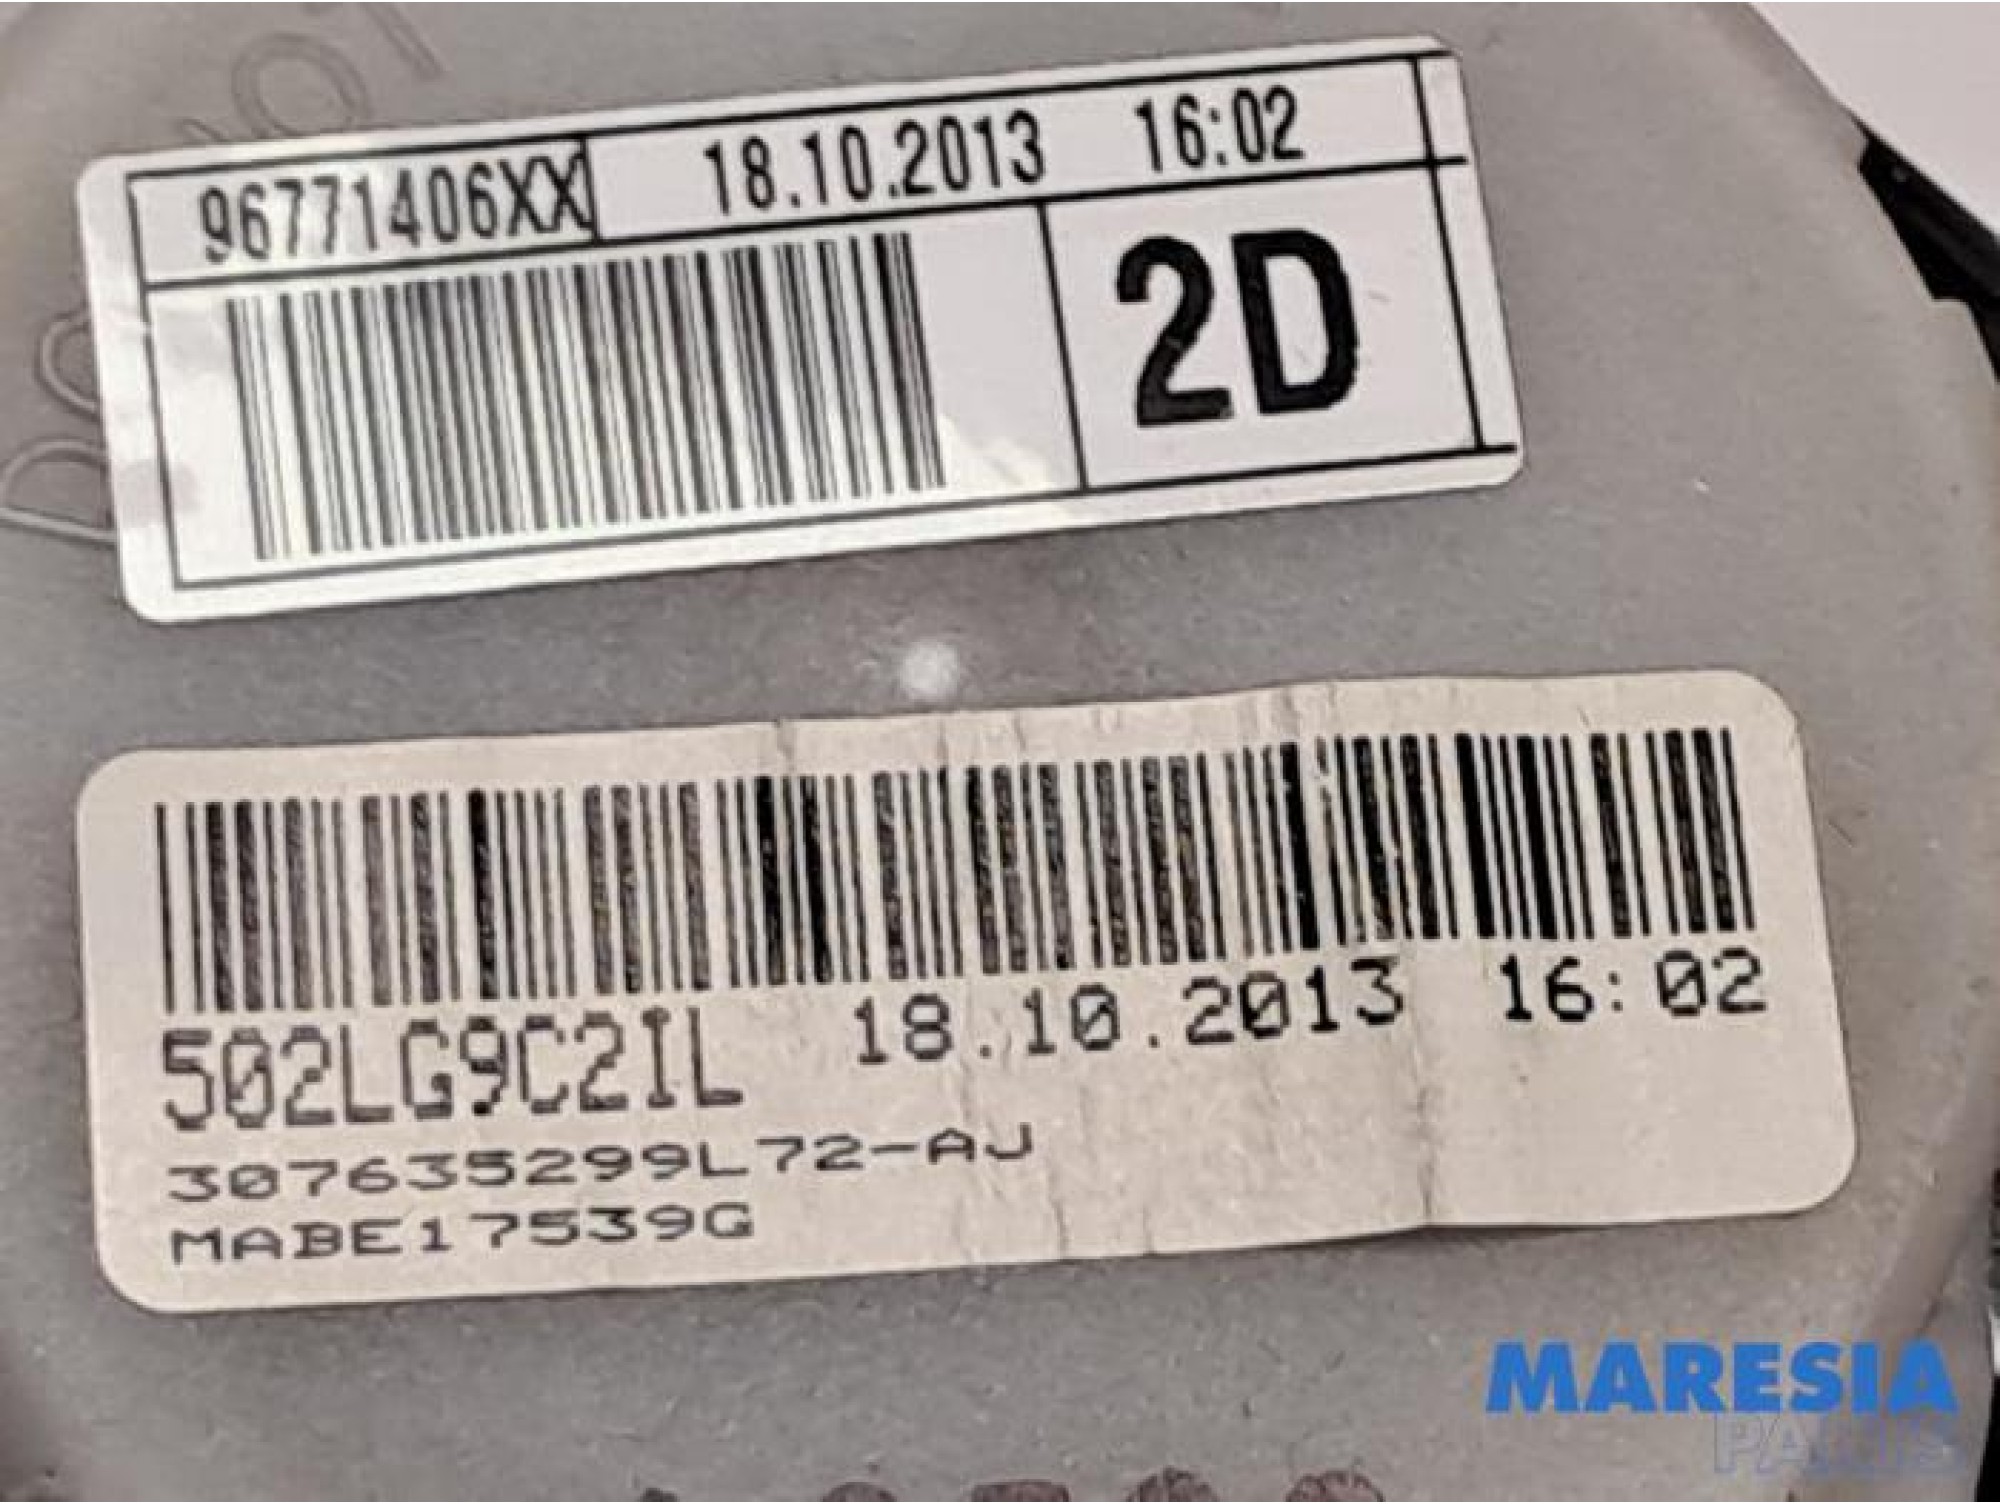 96771406XX 18.10.2013 16:02
2D
502LG9C2IL 18.10.2013 16:02
307635299L72-AJ
MABE17539G
MARESIA
PARTS